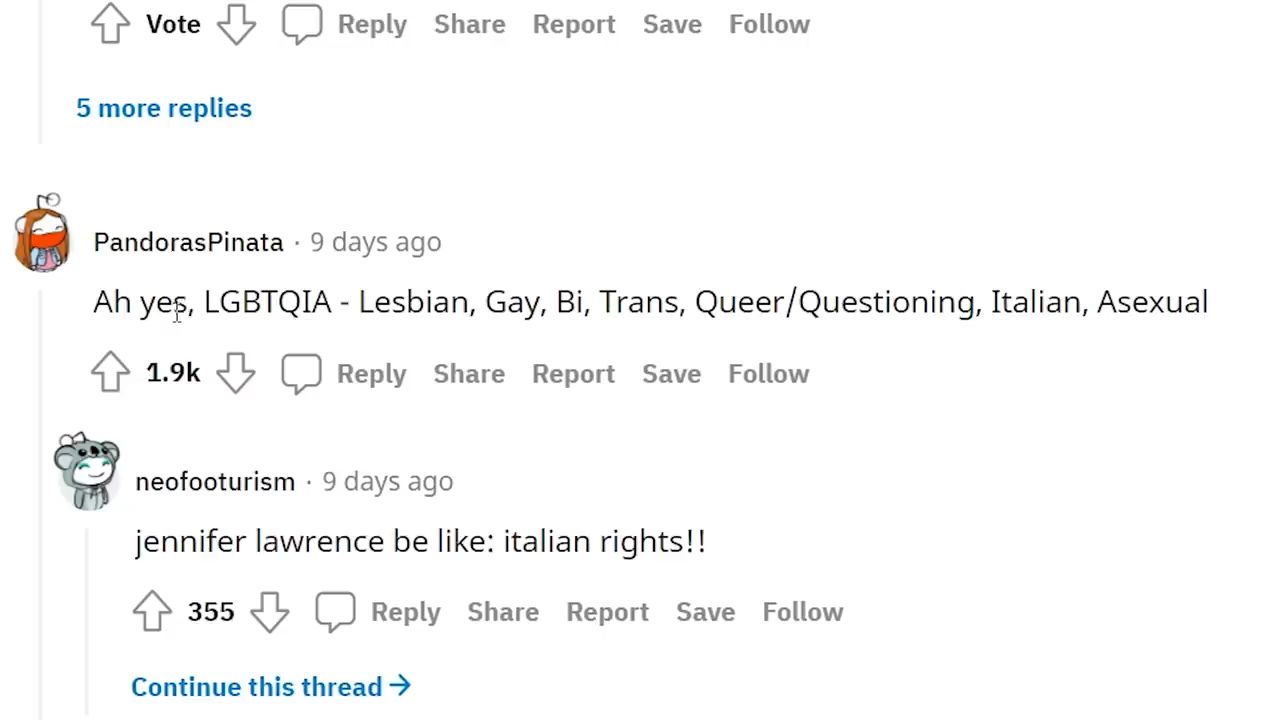 Vote Reply Share Report Save Follow
5 more replies
PandorasPinata · 9 days ago
Ah yes, LGBTQIA - Lesbian, Gay, Bi, Trans, Queer/Questioning, Italian, Asexual
1.9k Reply Share Report Save Follow
neofooturism · 9 days ago
jennifer lawrence be like: italian rights!!
355 Reply Share Report Save Follow
Continue this thread →